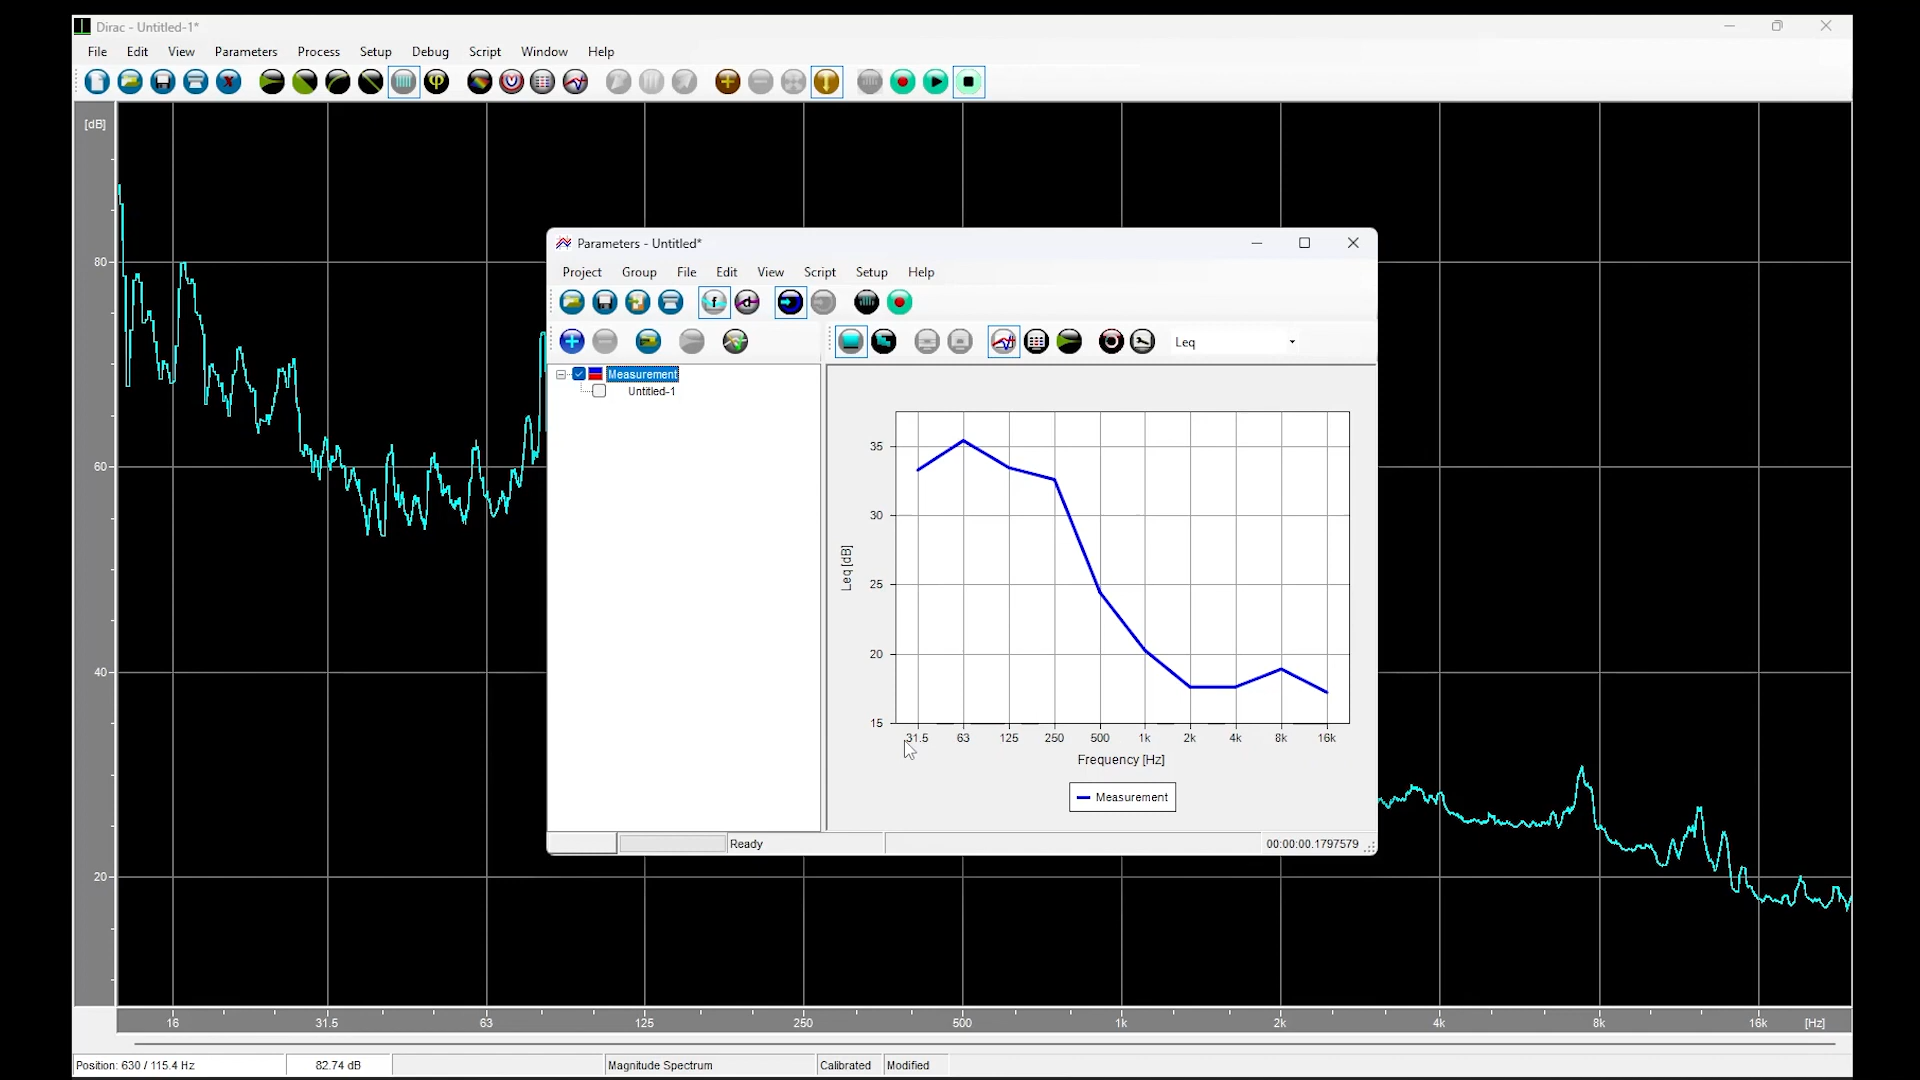 Dirac - Untitled-1*
File Edit View Parameters Process Setup Debug Script Window Help
[dB]
80
60
40
20
Parameters - Untitled*
Project Group File Edit View Script Setup Help
Leq
Measurement
Untitled-1
35
30
25
20
15
Leq [dB]
31.5 63 125 250 500 1k 2k 4k 8k 16k
Frequency [Hz]
Measurement
Ready 00:00:00.1797579
16 31.5 63 125 250 500 1k 2k 4k 8k 16k [Hz]
Position: 630 / 115.4 Hz 82.74 dB Magnitude Spectrum Calibrated Modified